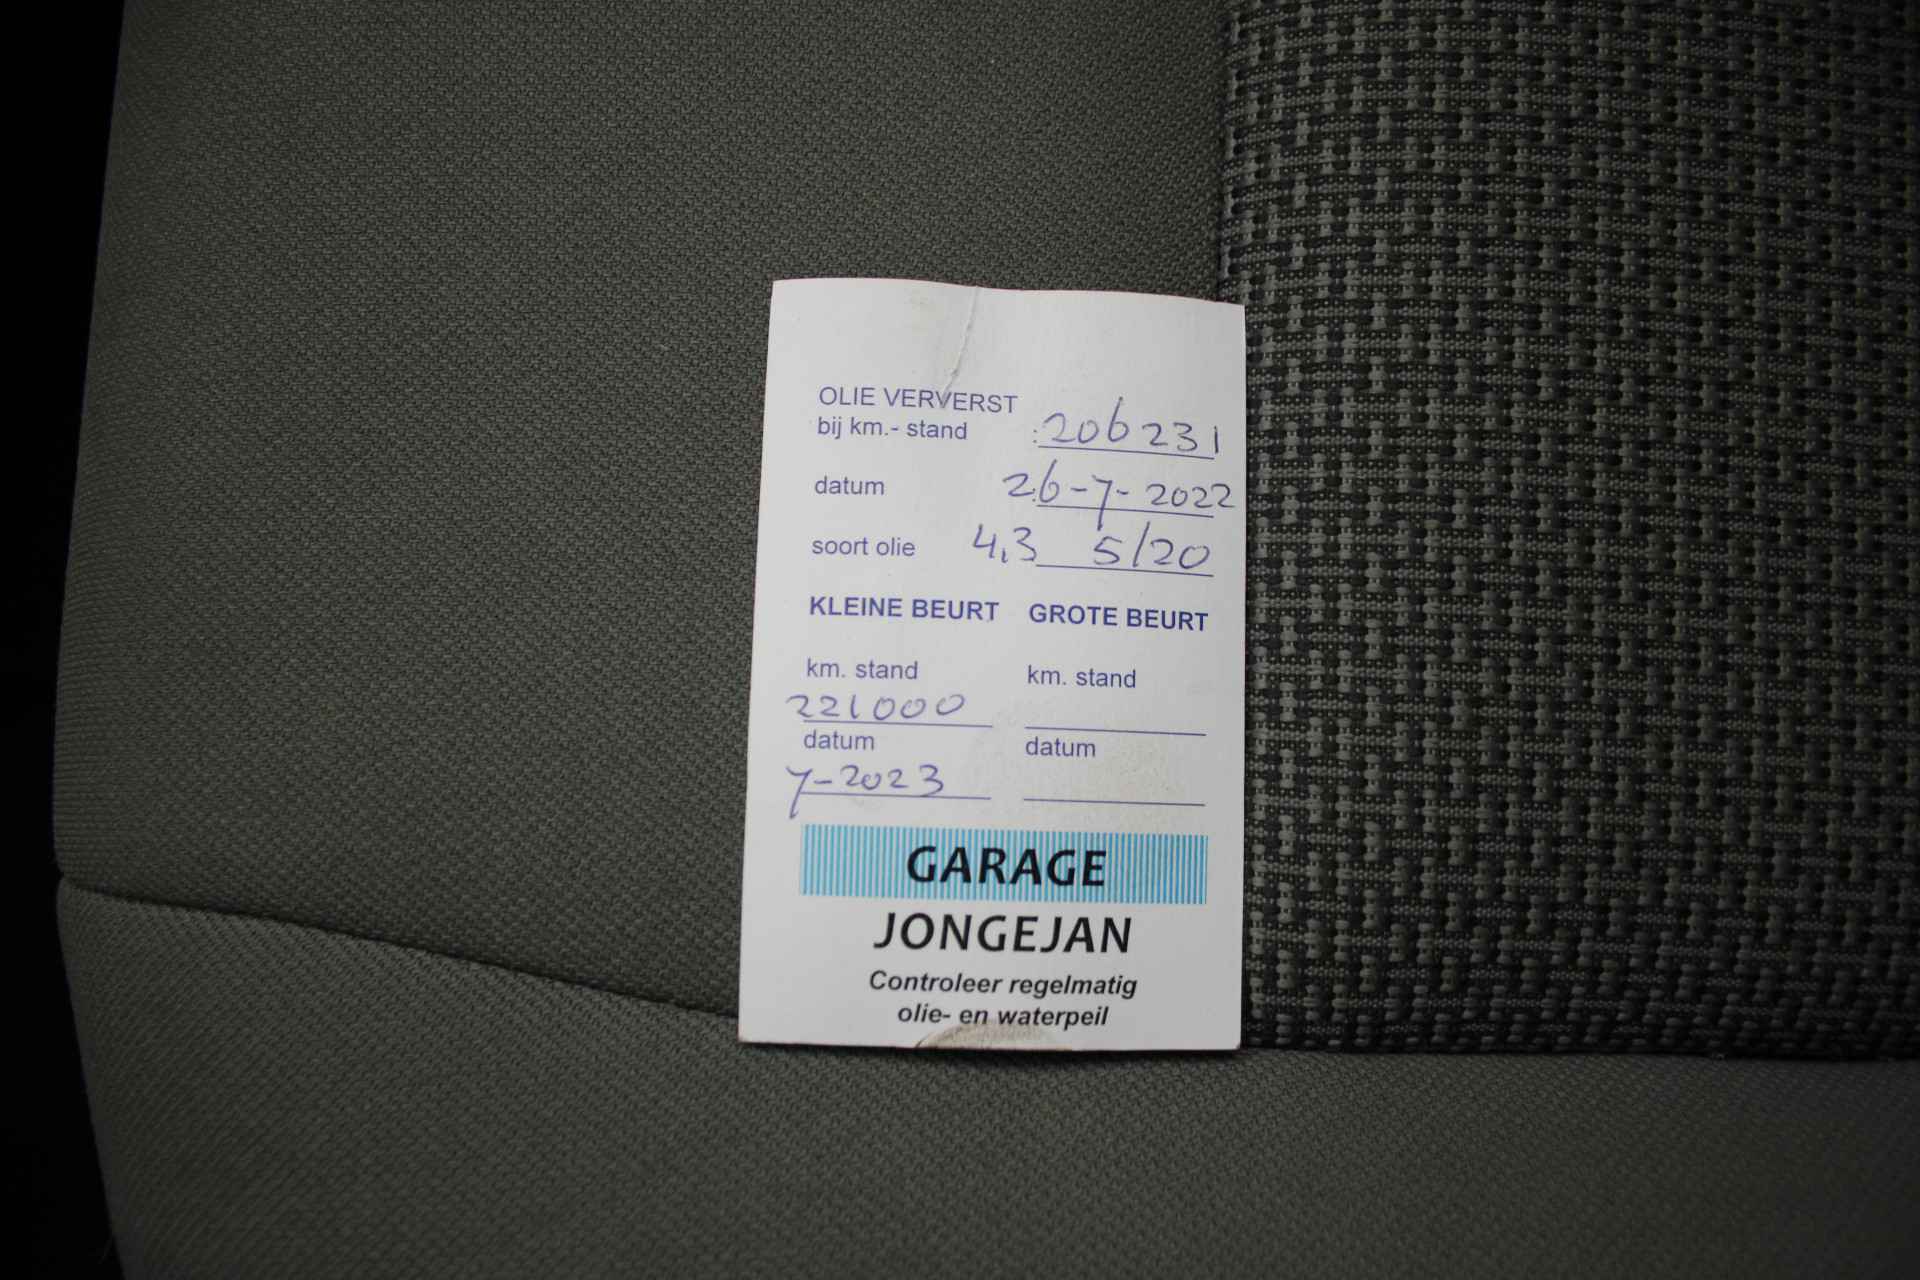 OLIE VERVERST
bij km.- stand : 206231
datum : 26-7-2022
soort olie 4,3 5/20
KLEINE BEURT GROTE BEURT
km. stand km. stand
221000
datum datum
7-2023
GARAGE
JONGEJAN
Controleer regelmatig
olie- en waterpeil